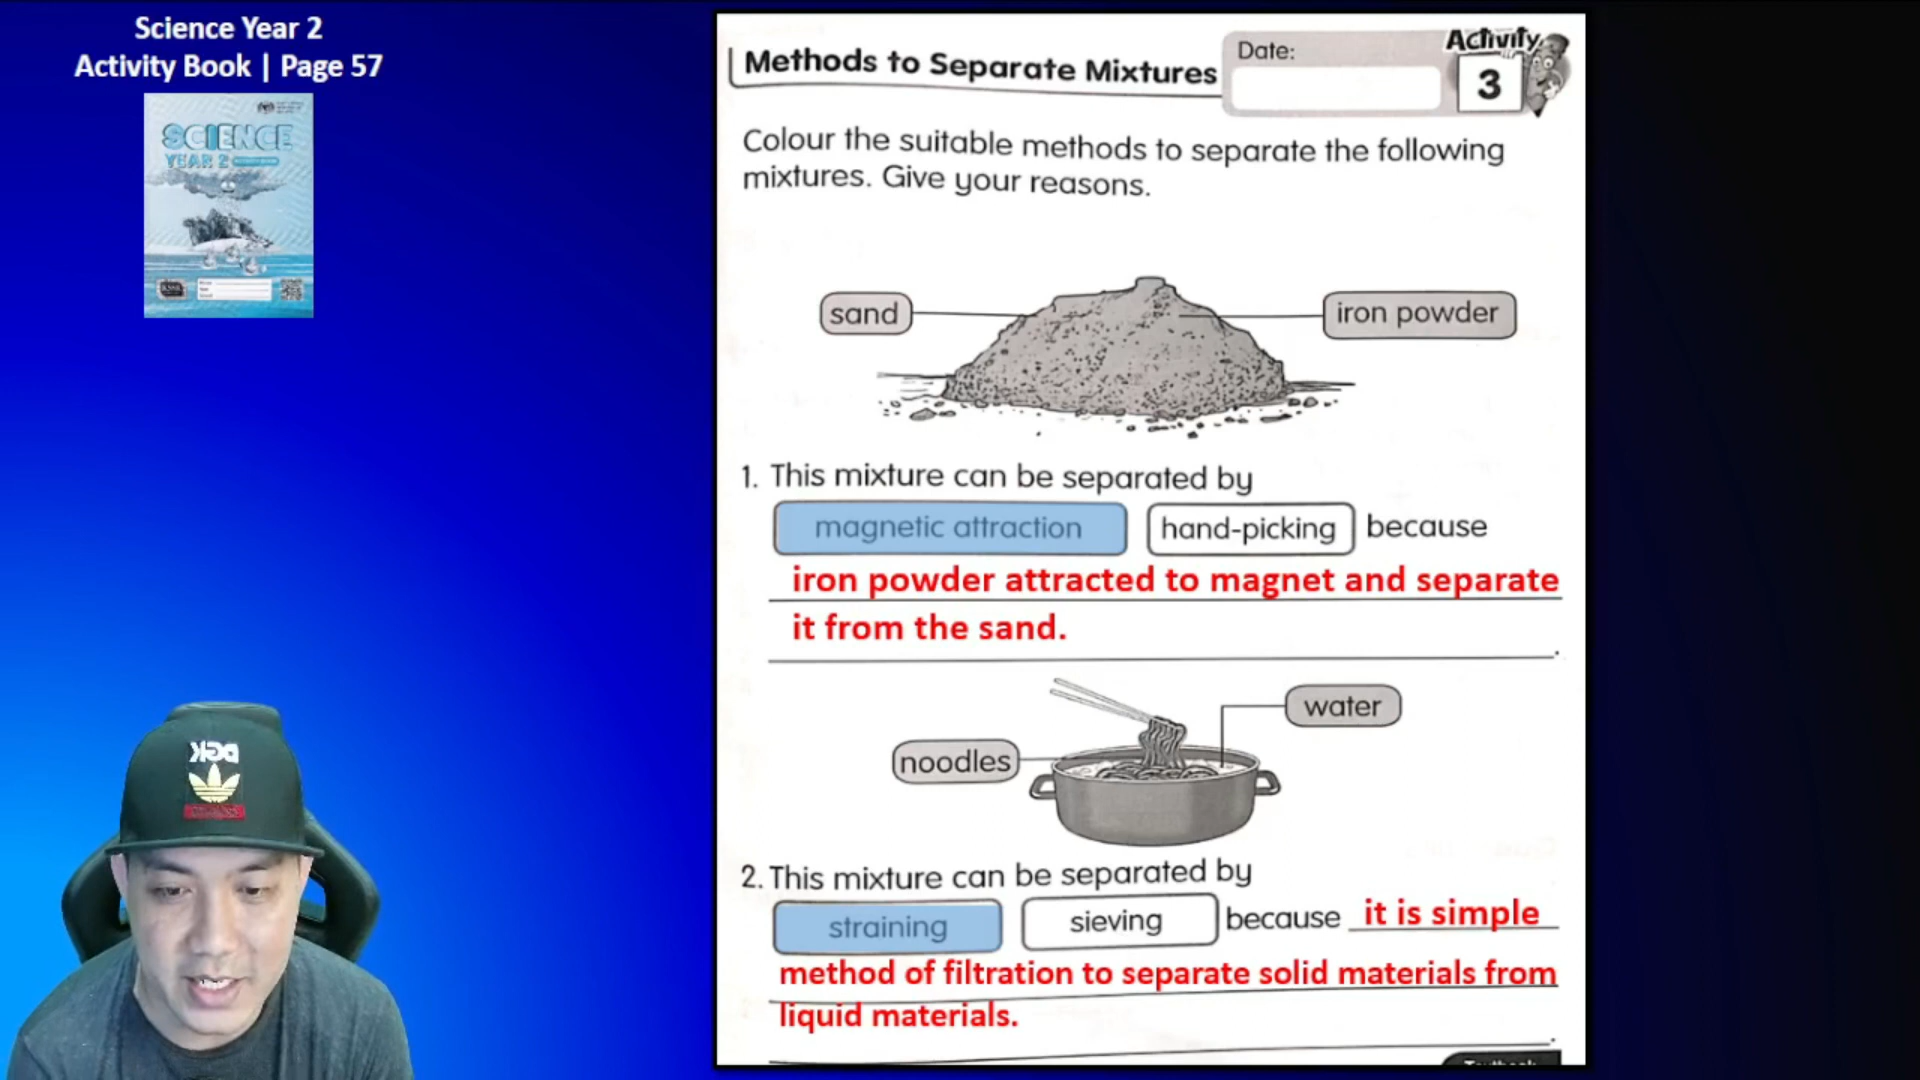 Science Year 2
Activity Book | Page 57
SCIENCE
YEAR 2
Methods to Separate Mixtures
Date:
Activity
3
Colour the suitable methods to separate the following
mixtures. Give your reasons.
sand
iron powder
1. This mixture can be separated by
magnetic attraction hand-picking because
iron powder attracted to magnet and separate
it from the sand.
water
noodles
2. This mixture can be separated by
straining sieving because it is simple
method of filtration to separate solid materials from
liquid materials.